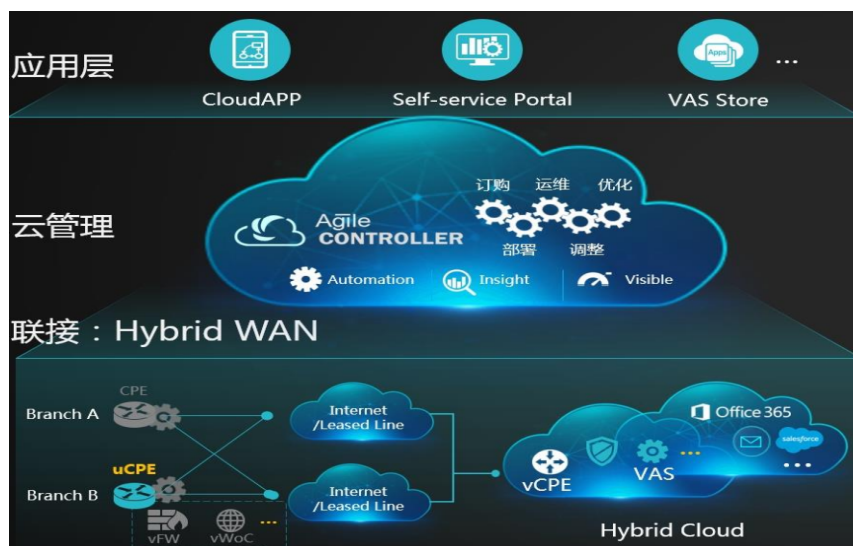 应用层
CloudAPP
Self-service Portal
Apps
VAS Store
...
云管理
订购 运维 优化
Agile
CONTROLLER
部署 调整
Automation
Insight
Visible
联接：Hybrid WAN
CPE
Branch A
Internet
/Leased Line
Office 365
salesforce
...
uCPE
Branch B
Internet
/Leased Line
vCPE
VAS
...
vFW
vWoC
...
Hybrid Cloud